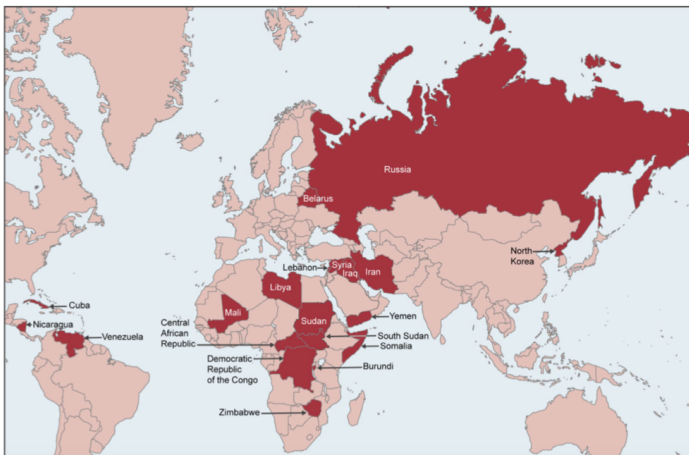 Russia
Belarus
North
Korea
Lebanon
Syria
Iraq
Iran
Libya
Cuba
Mali
Yemen
Nicaragua
Sudan
Central
African
Republic
Venezuela
South Sudan
Somalia
Democratic
Republic
of the Congo
Burundi
Zimbabwe